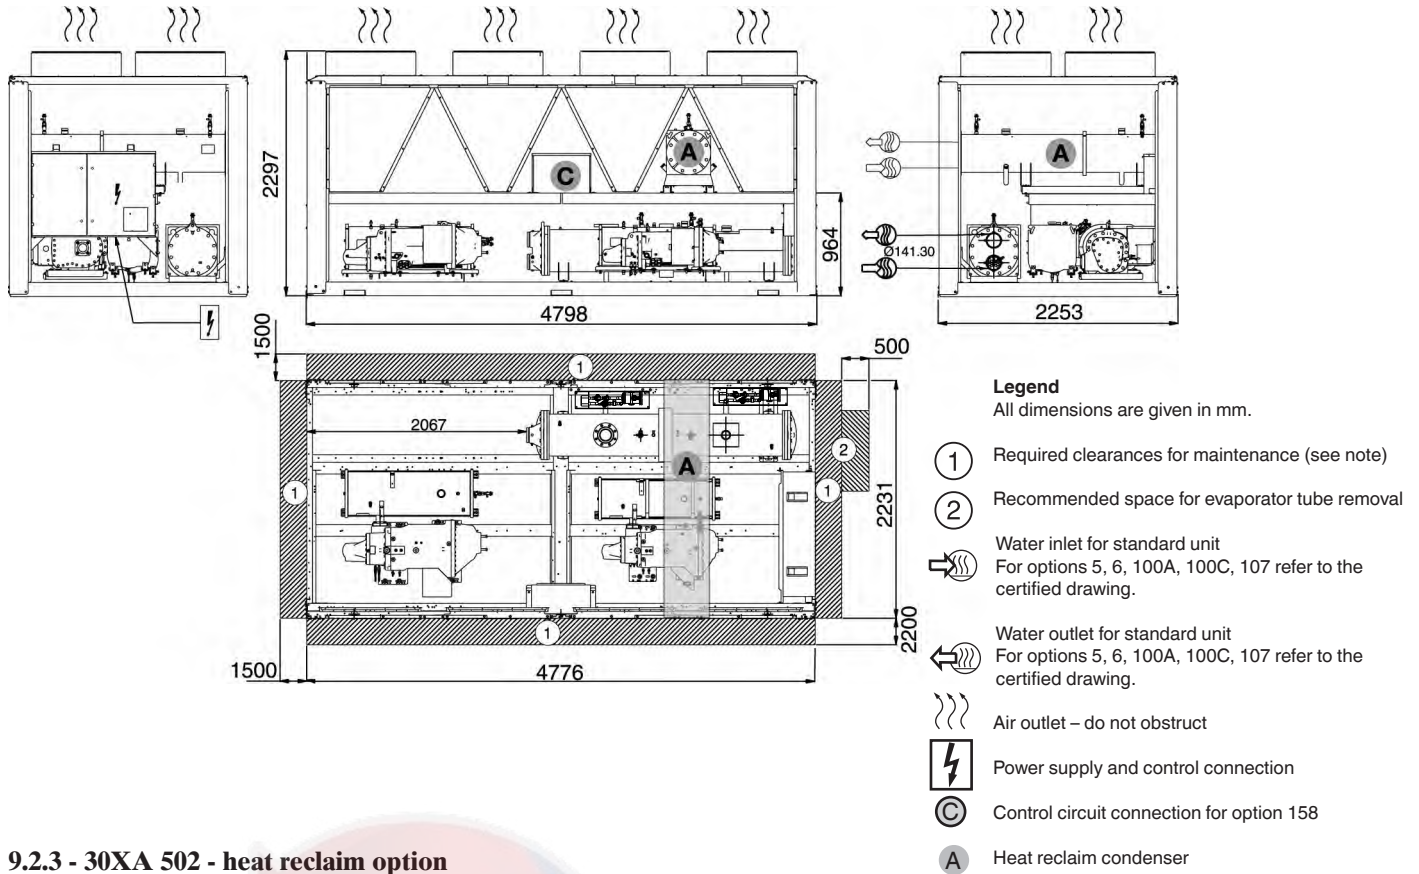 2297
C
A
964
4798
A
Ø141.30
2253
1500
1
500
2067
A
1
1
2
2231
1
2200
1500
4776
Legend
All dimensions are given in mm.
1 Required clearances for maintenance (see note)
2 Recommended space for evaporator tube removal
Water inlet for standard unit
For options 5, 6, 100A, 100C, 107 refer to the
certified drawing.
Water outlet for standard unit
For options 5, 6, 100A, 100C, 107 refer to the
certified drawing.
Air outlet – do not obstruct
Power supply and control connection
C Control circuit connection for option 158
A Heat reclaim condenser
9.2.3 - 30XA 502 - heat reclaim option